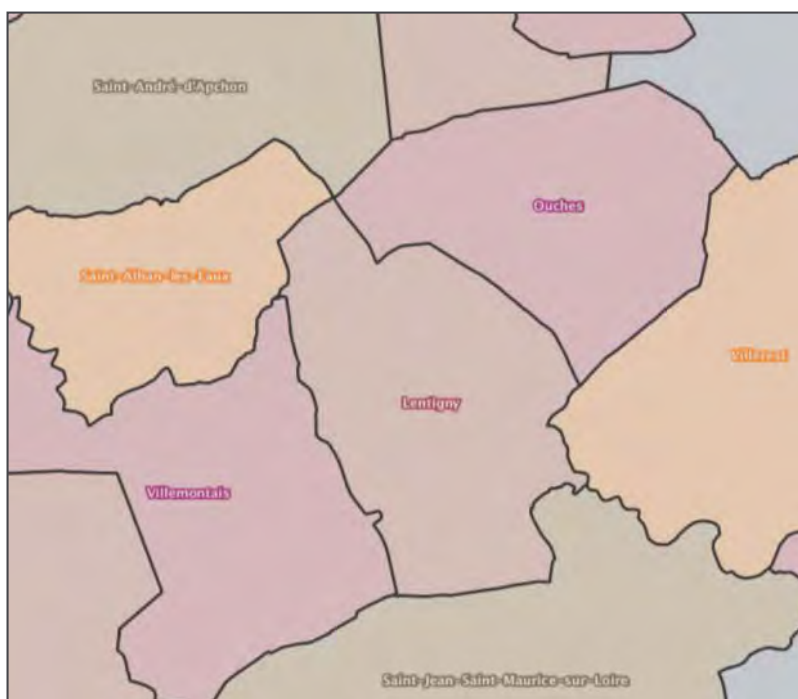 Saint-André-d'Apchon
Ouches
Saint-Alban-les-Eaux
Villerest
Lentigny
Villemontais
Saint-Jean-Saint-Maurice-sur-Loire